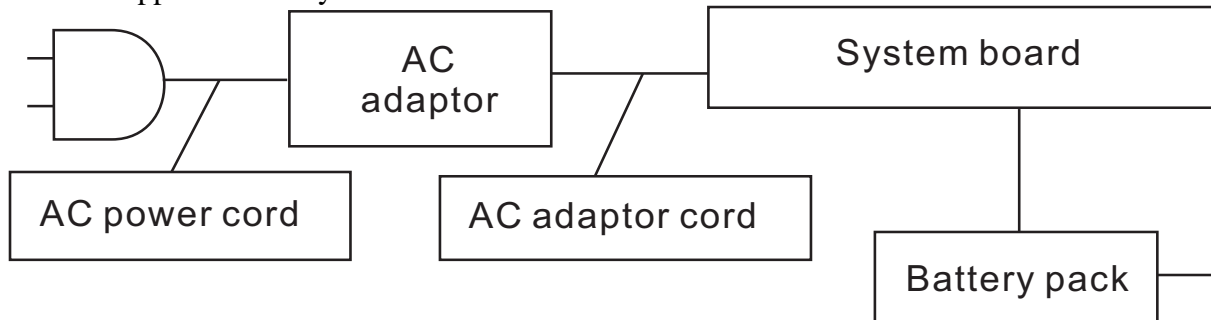 AC
adaptor
System board
AC power cord
AC adaptor cord
Battery pack